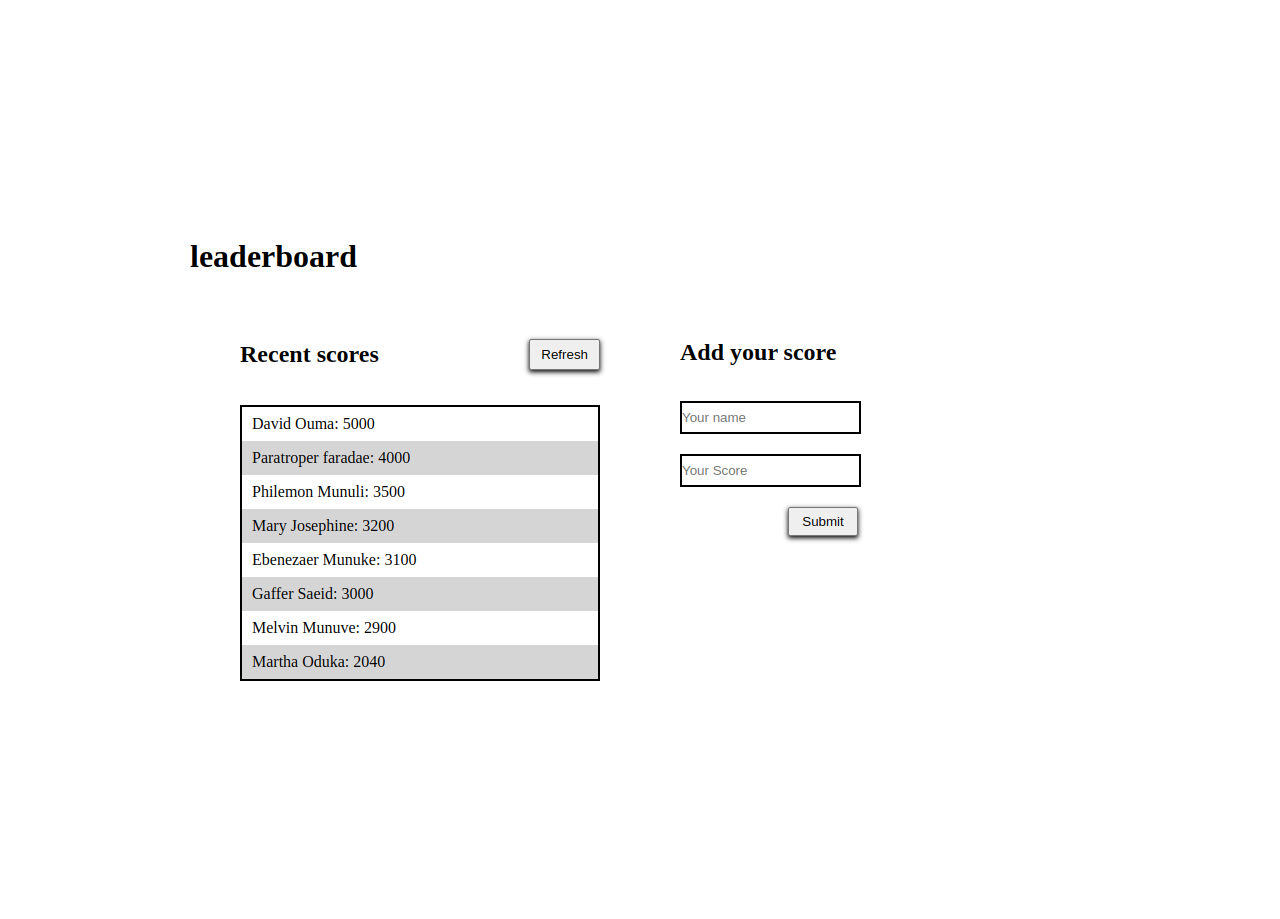 leaderboard
Recent scores
Refresh
David Ouma: 5000
Paratroper faradae: 4000
Philemon Munuli: 3500
Mary Josephine: 3200
Ebenezaer Munuke: 3100
Gaffer Saeid: 3000
Melvin Munuve: 2900
Martha Oduka: 2040
Add your score
Your name
Your Score
Submit